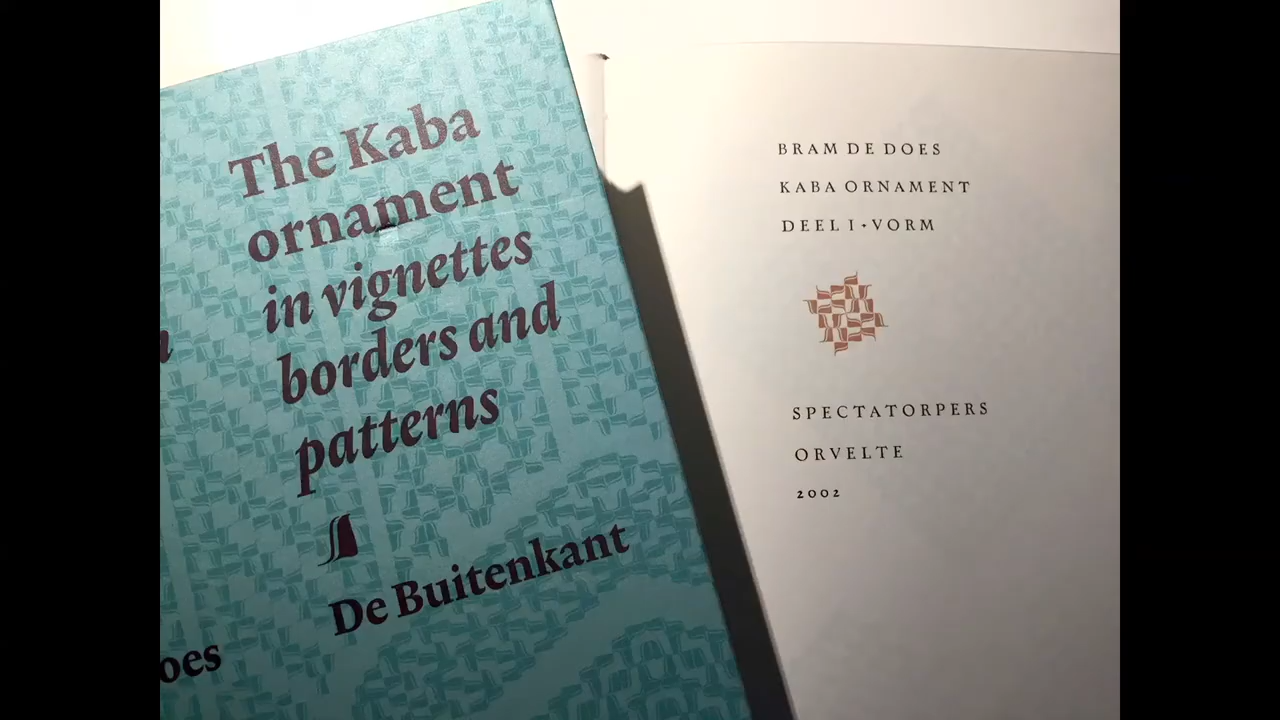 The Kaba
ornament
in vignettes
borders and
patterns
De Buitenkant
oes
BRAM DE DOES
KABA ORNAMENT
DEEL I • VORM
SPECTATORPERS
ORVELTE
2002